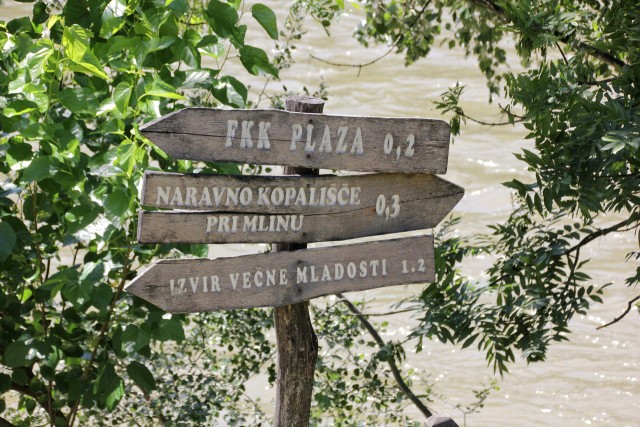 FKK PLAZA 0,2
NARAVNO KOPALIŠČE 0,3
PRI MLINU
IZVIR VEČNE MLADOSTI 1.2